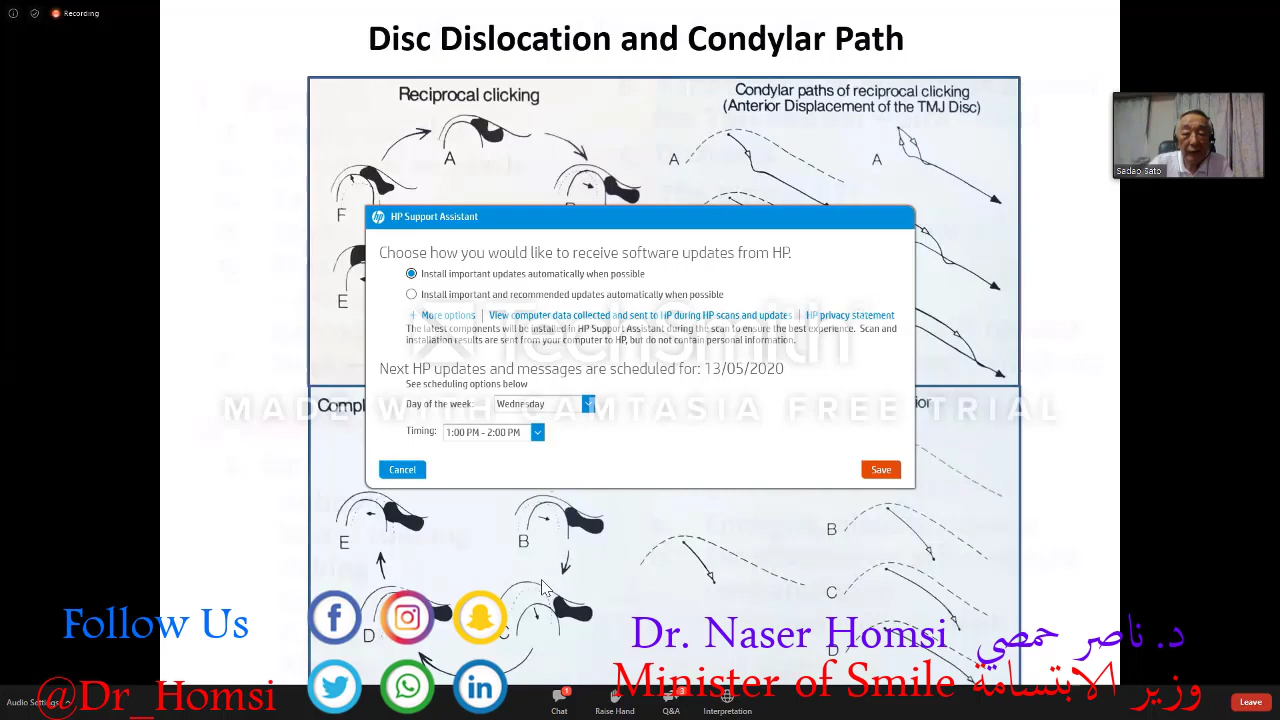 Recording
Disc Dislocation and Condylar Path
Reciprocal clicking
Condylar paths of reciprocal clicking
(Anterior Displacement of the TMJ Disc)
A
A
A
F
E
Sadao Sato
HP Support Assistant
Choose how you would like to receive software updates from HP.
Install important updates automatically when possible
Install important and recommended updates automatically when possible
+ More options | View computer data collected and sent to HP during HP scans and updates | HP privacy statement
The latest components will be installed in HP Support Assistant during the scan to ensure the best experience. Scan and
installation results are sent from your computer to HP, but do not contain personal information.
TechSmith
Next HP updates and messages are scheduled for: 13/05/2020
See scheduling options below
Day of the week: Wednesday
MADE WITH CAMTASIA FREE TRIAL
Timing: 1:00 PM - 2:00 PM
Cancel
Save
E
B
B
D
C
C
D
Follow Us
Dr. Naser Homsi د. ناصر حمصي
@Dr_Homsi
Minister of Smile وزير الابتسامة
Audio Settings
Chat
1
Raise Hand
Q&A
3
Interpretation
Leave